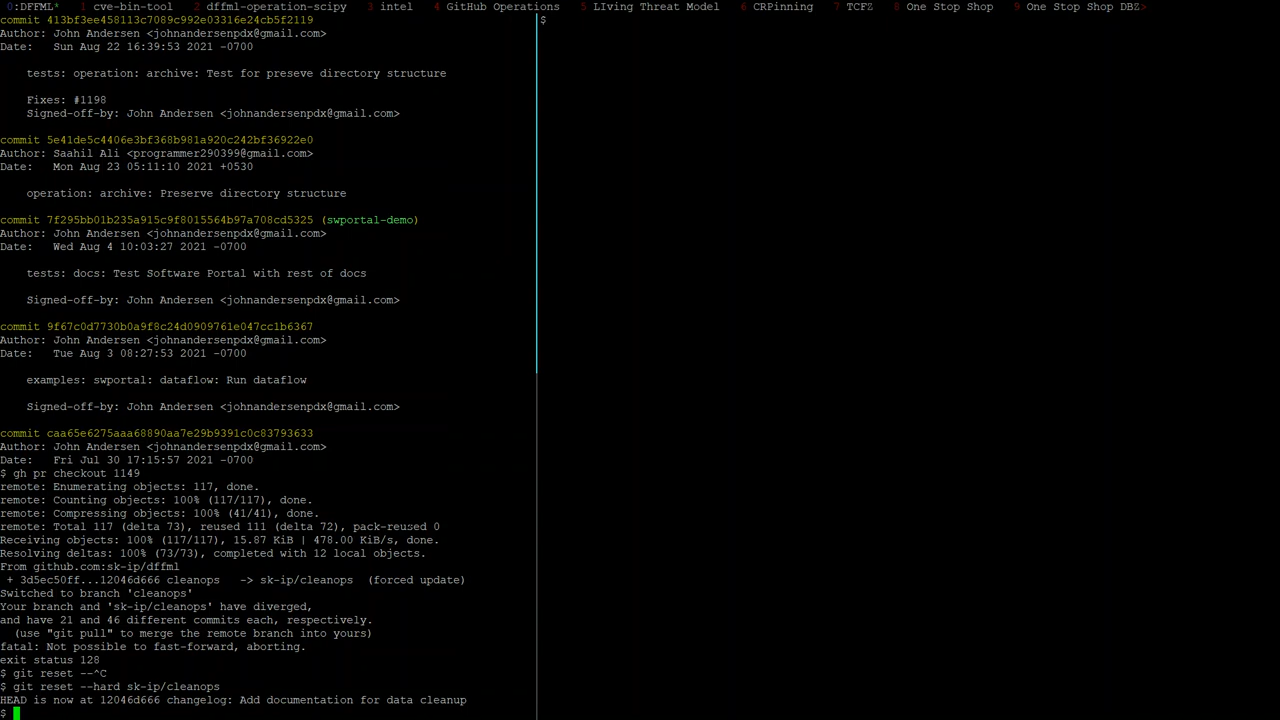 0:DFFML* 1 cve-bin-tool 2 dffml-operation-scipy 3 intel 4 GitHub Operations 5 LIving Threat Model 6 CRPinning 7 TCFZ 8 One Stop Shop 9 One Stop Shop DBZ>
commit 413bf3ee458113c7089c992e03316e24cb5f2119
Author: John Andersen <johnandersenpdx@gmail.com>
Date:   Sun Aug 22 16:39:53 2021 -0700
tests: operation: archive: Test for preseve directory structure
Fixes: #1198
Signed-off-by: John Andersen <johnandersenpdx@gmail.com>
commit 5e41de5c4406e3bf368b981a920c242bf36922e0
Author: Saahil Ali <programmer290399@gmail.com>
Date:   Mon Aug 23 05:11:10 2021 +0530
operation: archive: Preserve directory structure
commit 7f295bb01b235a915c9f8015564b97a708cd5325 (swportal-demo)
Author: John Andersen <johnandersenpdx@gmail.com>
Date:   Wed Aug 4 10:03:27 2021 -0700
tests: docs: Test Software Portal with rest of docs
Signed-off-by: John Andersen <johnandersenpdx@gmail.com>
commit 9f67c0d7730b0a9f8c24d0909761e047cc1b6367
Author: John Andersen <johnandersenpdx@gmail.com>
Date:   Tue Aug 3 08:27:53 2021 -0700
examples: swportal: dataflow: Run dataflow
Signed-off-by: John Andersen <johnandersenpdx@gmail.com>
commit caa65e6275aaa68890aa7e29b9391c0c83793633
Author: John Andersen <johnandersenpdx@gmail.com>
Date:   Fri Jul 30 17:15:57 2021 -0700
$ gh pr checkout 1149
remote: Enumerating objects: 117, done.
remote: Counting objects: 100% (117/117), done.
remote: Compressing objects: 100% (41/41), done.
remote: Total 117 (delta 73), reused 111 (delta 72), pack-reused 0
Receiving objects: 100% (117/117), 15.87 KiB | 478.00 KiB/s, done.
Resolving deltas: 100% (73/73), completed with 12 local objects.
From github.com:sk-ip/dffml
+ 3d5ec50ff...12046d666 cleanops   -> sk-ip/cleanops  (forced update)
Switched to branch 'cleanops'
Your branch and 'sk-ip/cleanops' have diverged,
and have 21 and 46 different commits each, respectively.
(use "git pull" to merge the remote branch into yours)
fatal: Not possible to fast-forward, aborting.
exit status 128
$ git reset --^C
$ git reset --hard sk-ip/cleanops
HEAD is now at 12046d666 changelog: Add documentation for data cleanup
$
$